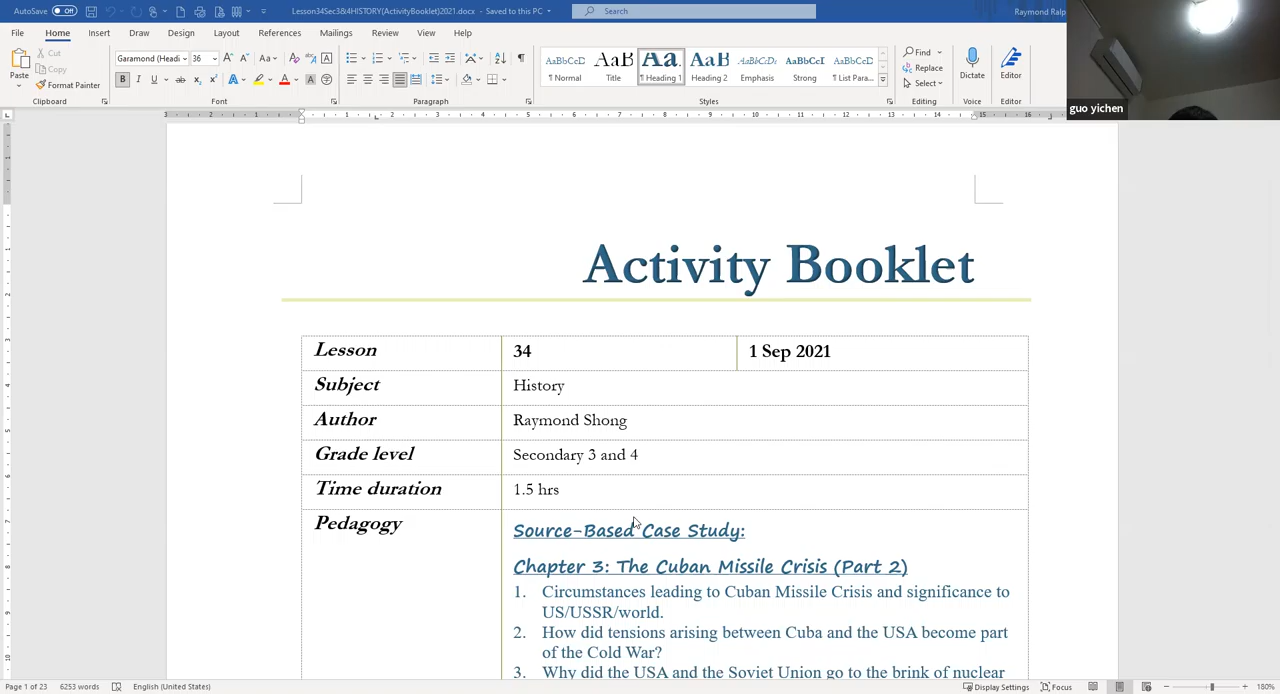 AutoSave Off Lesson34Sec3&4HISTORY(ActivityBooklet)2021.docx - Saved to this PC Search Raymond Ralp
File Home Insert Draw Design Layout References Mailings Review View Help
Paste Cut Copy Format Painter
Garamond (Headi 36
AaBbCcD AaB Aa. AaB AaBbCcDc AaBbCcI AaBbCcD
¶ Normal Title ¶ Heading 1 Heading 2 Emphasis Strong ¶ List Para...
Find Replace Select Dictate Editor
Clipboard Font Paragraph Styles Editing Voice Editor
guo yichen
Activity Booklet
Lesson 34 1 Sep 2021
Subject History
Author Raymond Shong
Grade level Secondary 3 and 4
Time duration 1.5 hrs
Pedagogy Source-Based Case Study:
Chapter 3: The Cuban Missile Crisis (Part 2)
1. Circumstances leading to Cuban Missile Crisis and significance to
US/USSR/world.
2. How did tensions arising between Cuba and the USA become part
of the Cold War?
3. Why did the USA and the Soviet Union go to the brink of nuclear
Page 1 of 23 6253 words English (United States) Display Settings Focus 180%